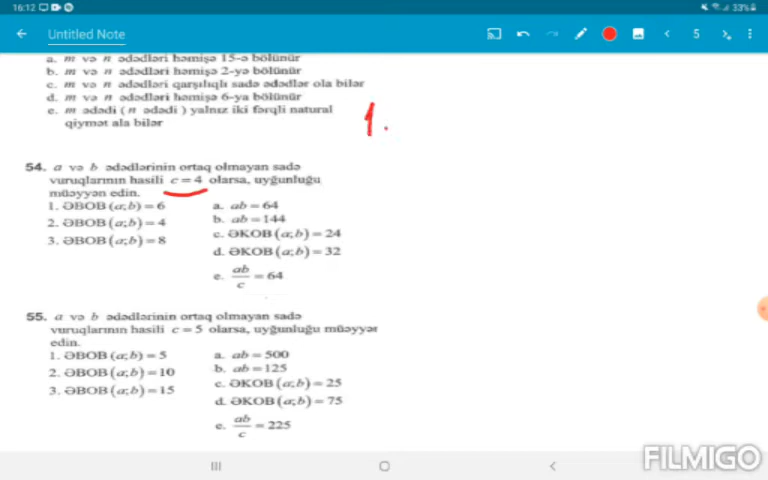 16:12
33%
Untitled Note
5
a. m və n ədədləri həmişə 15-ə bölünür
b. m və n ədədləri həmişə 2-yə bölünür
c. m və n ədədləri qarşılıqlı sadə ədədlər ola bilər
d. m və n ədədləri həmişə 6-ya bölünür
e. m ədədi ( n ədədi ) yalnız iki fərqli natural
qiymət ala bilər
1.
54. a və b ədədlərinin ortaq olmayan sadə
vuruqlarının hasili c = 4 olarsa, uyğunluğu
müəyyən edin.
1. ƏBOB (a;b) = 6
2. ƏBOB (a;b) = 4
3. ƏBOB (a;b) = 8
a. ab = 64
b. ab = 144
c. ƏKOB (a;b) = 24
d. ƏKOB (a;b) = 32
e. ab/c = 64
55. a və b ədədlərinin ortaq olmayan sadə
vuruqlarının hasili c = 5 olarsa, uyğunluğu müəyyən
edin.
1. ƏBOB (a;b) = 5
2. ƏBOB (a;b) = 10
3. ƏBOB (a;b) = 15
a. ab = 500
b. ab = 125
c. ƏKOB (a;b) = 25
d. ƏKOB (a;b) = 75
e. ab/c = 225
FILMIGO